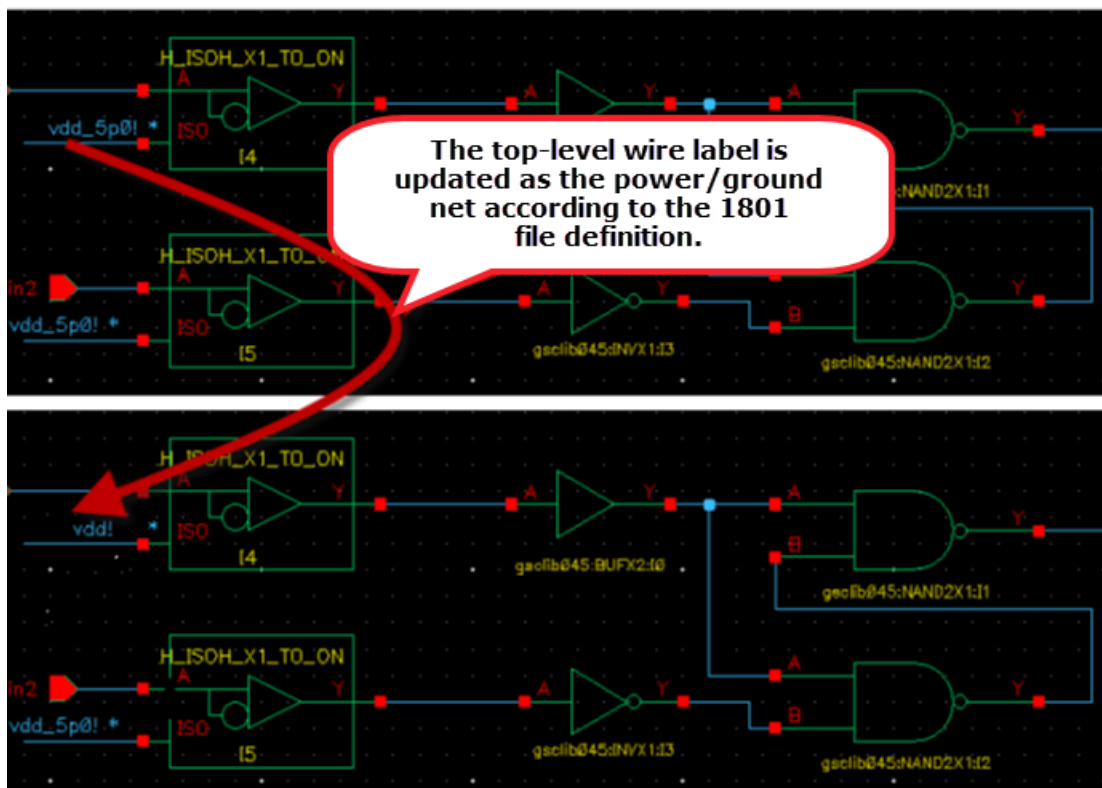 H_ISOH_X1_TO_ON
A Y A Y A
vdd_5p0! * ISO Y
I4
The top-level wire label is
updated as the power/ground
net according to the 1801
file definition.
:NAND2X1:I1
H_ISOH_X1_TO_ON
A
in2 Y A Y Y
vdd_5p0! * ISO B
I5 gsclib045:INVX1:I3 gsclib045:NAND2X1:I2
H_ISOH_X1_TO_ON
A Y A Y A
vdd! * ISO Y
B
I4 gsclib045:BUFX2:I0 gsclib045:NAND2X1:I1
H_ISOH_X1_TO_ON
A A
in2 Y A Y Y
vdd_5p0! * ISO B
I5 gsclib045:INVX1:I3 gsclib045:NAND2X1:I2